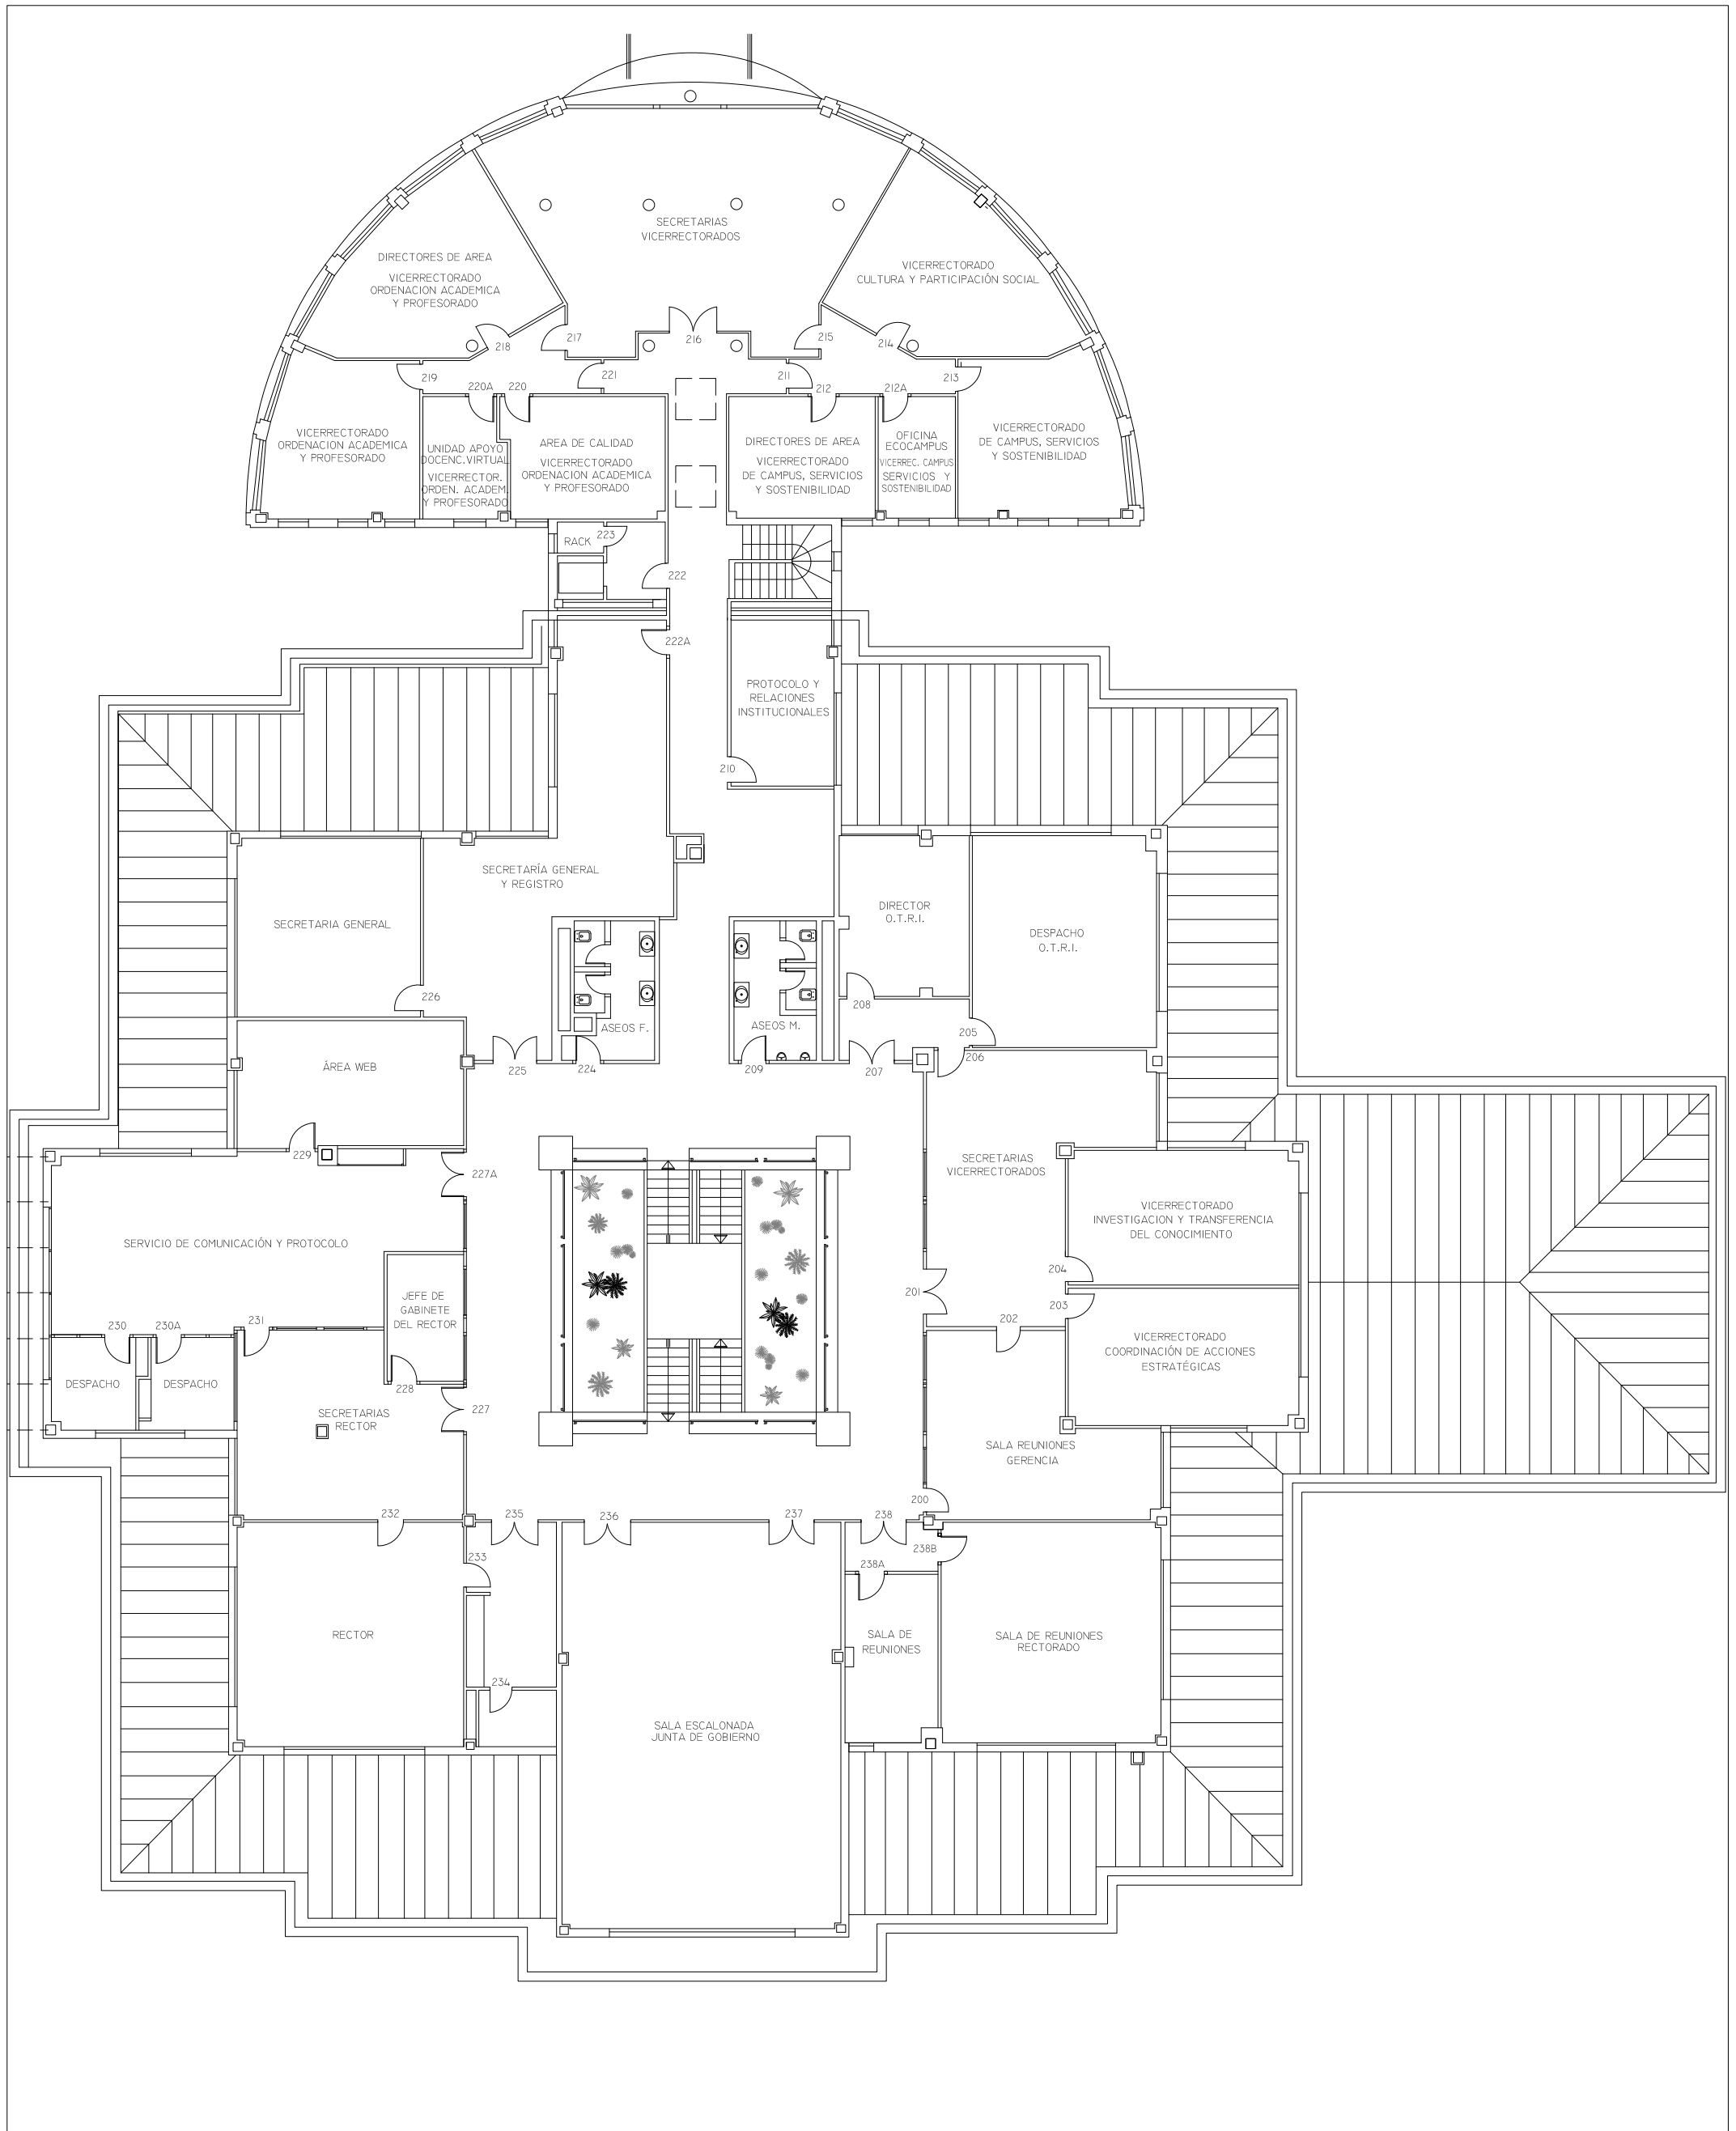 SECRETARIAS
VICERRECTORADOS
DIRECTORES DE AREA
VICERRECTORADO
ORDENACION ACADEMICA
Y PROFESORADO
VICERRECTORADO
CULTURA Y PARTICIPACIÓN SOCIAL
218
217
216
215
214
219
220A
220
221
211
212
212A
213
VICERRECTORADO
ORDENACION ACADEMICA
Y PROFESORADO
UNIDAD APOYO
DOCENC.VIRTUAL
VICERRECTOR.
ORDEN. ACADEM.
Y PROFESORADO
AREA DE CALIDAD
VICERRECTORADO
ORDENACION ACADEMICA
Y PROFESORADO
DIRECTORES DE AREA
VICERRECTORADO
DE CAMPUS, SERVICIOS
Y SOSTENIBILIDAD
OFICINA
ECOCAMPUS
VICERREC. CAMPUS
SERVICIOS Y
SOSTENIBILIDAD
VICERRECTORADO
DE CAMPUS, SERVICIOS
Y SOSTENIBILIDAD
RACK
223
222
222A
PROTOCOLO Y
RELACIONES
INSTITUCIONALES
210
SECRETARÍA GENERAL
Y REGISTRO
SECRETARIA GENERAL
226
DIRECTOR
O.T.R.I.
DESPACHO
O.T.R.I.
208
205
206
ASEOS F.
ASEOS M.
225
224
209
207
ÁREA WEB
229
227A
SERVICIO DE COMUNICACIÓN Y PROTOCOLO
SECRETARIAS
VICERRECTORADOS
VICERRECTORADO
INVESTIGACION Y TRANSFERENCIA
DEL CONOCIMIENTO
204
201
203
202
JEFE DE
GABINETE
DEL RECTOR
230
230A
231
DESPACHO
DESPACHO
228
227
SECRETARIAS
RECTOR
VICERRECTORADO
COORDINACIÓN DE ACCIONES
ESTRATÉGICAS
SALA REUNIONES
GERENCIA
200
232
235
236
237
238
233
238A
238B
RECTOR
234
SALA DE
REUNIONES
SALA DE REUNIONES
RECTORADO
SALA ESCALONADA
JUNTA DE GOBIERNO